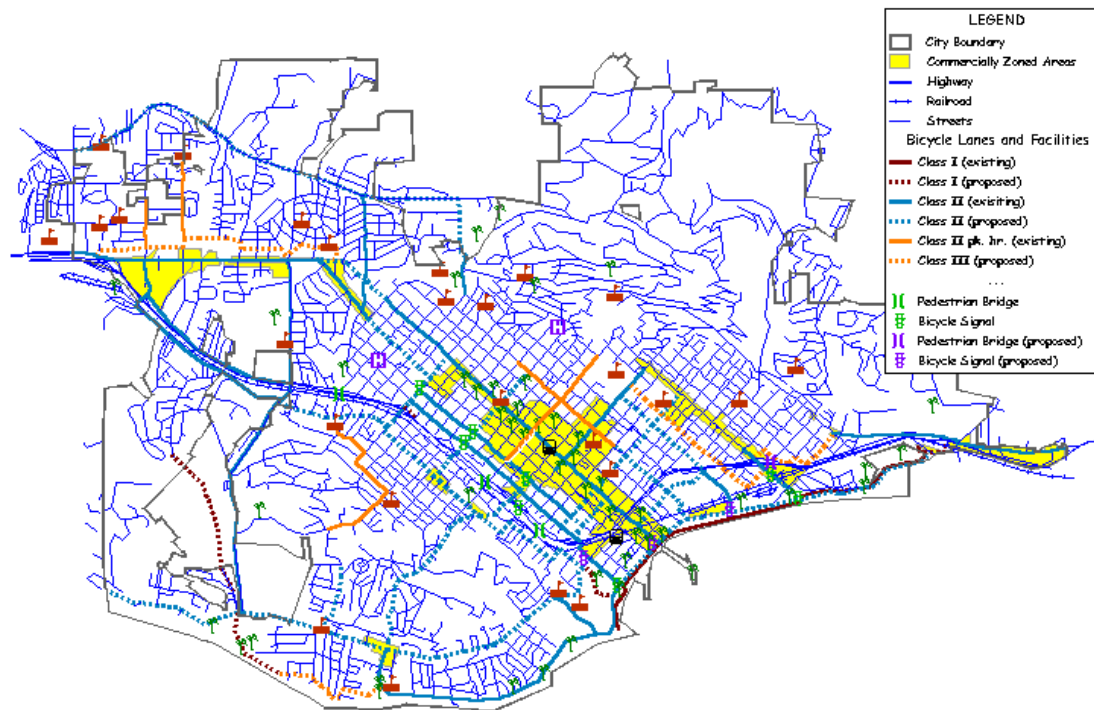 LEGEND
City Boundary
Commercially Zoned Areas
Highway
Railroad
Streets
Bicycle Lanes and Facilities
Class I (existing)
Class I (proposed)
Class II (exisiting)
Class II (proposed)
Class II pk. hr. (existing)
Class III (proposed)
...
Pedestrian Bridge
Bicycle Signal
Pedestrian Bridge (proposed)
Bicycle Signal (proposed)
H
H